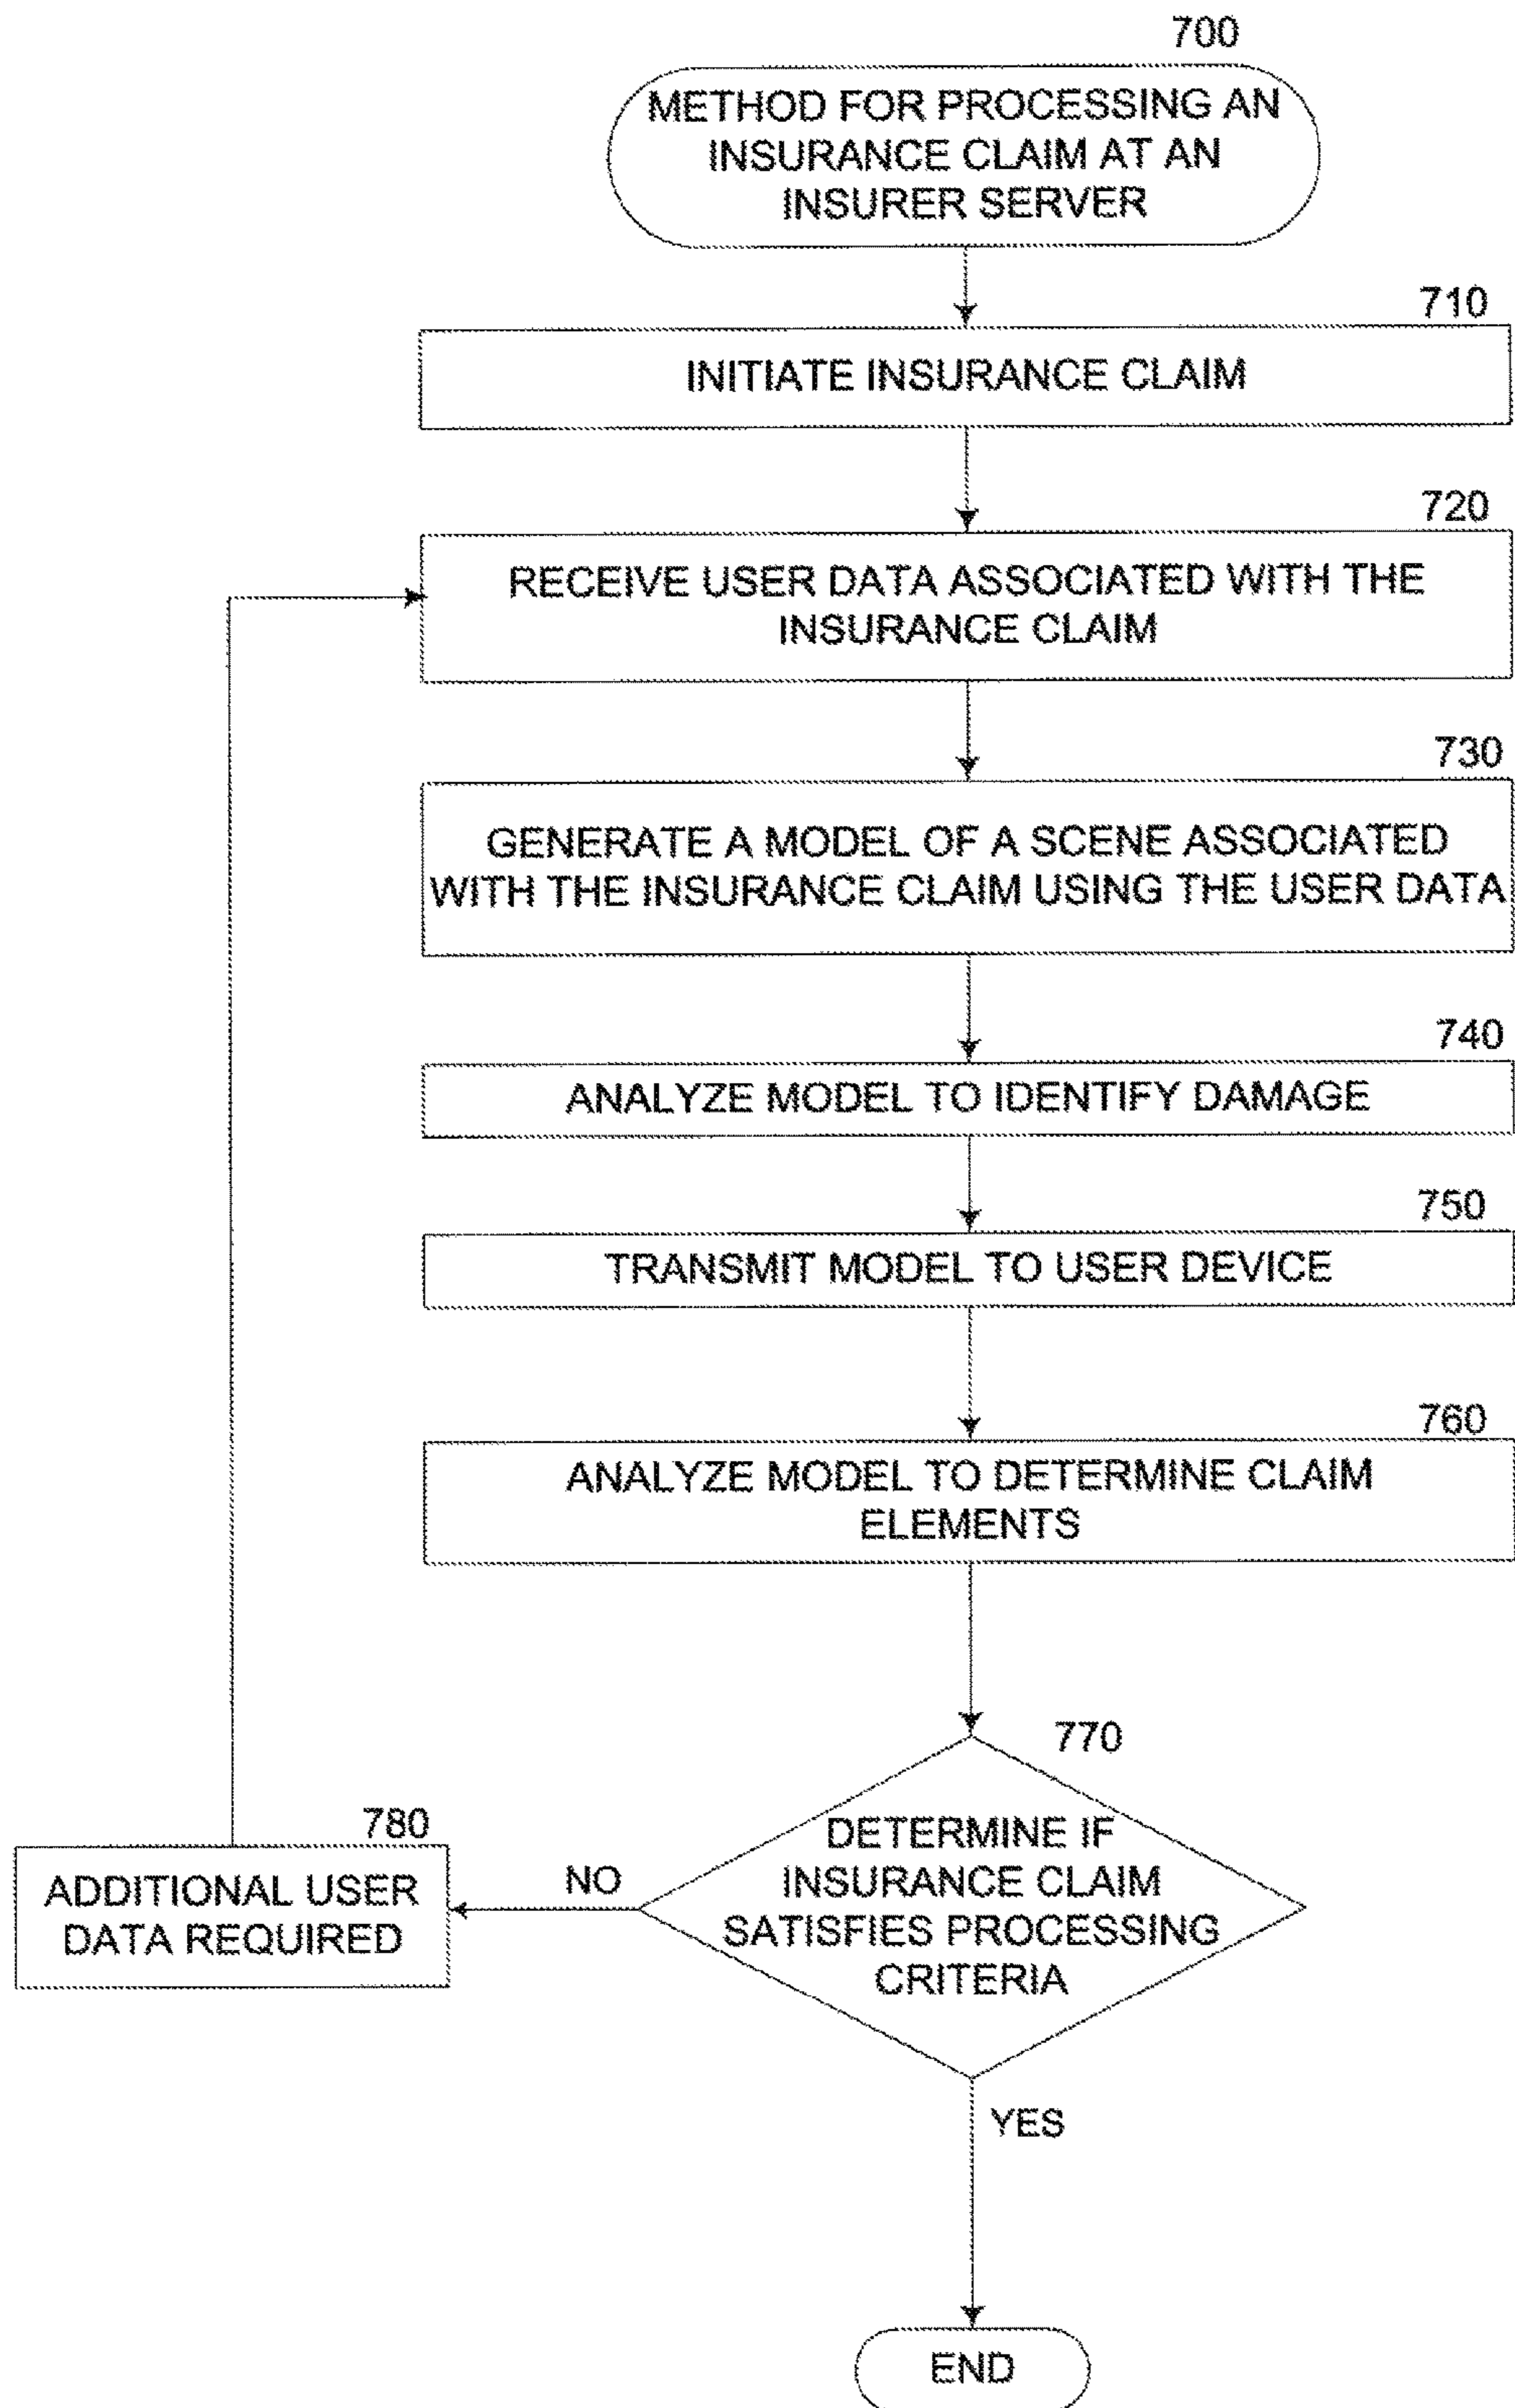 700
METHOD FOR PROCESSING AN
INSURANCE CLAIM AT AN
INSURER SERVER
710
INITIATE INSURANCE CLAIM
720
RECEIVE USER DATA ASSOCIATED WITH THE
INSURANCE CLAIM
730
GENERATE A MODEL OF A SCENE ASSOCIATED
WITH THE INSURANCE CLAIM USING THE USER DATA
740
ANALYZE MODEL TO IDENTIFY DAMAGE
750
TRANSMIT MODEL TO USER DEVICE
760
ANALYZE MODEL TO DETERMINE CLAIM
ELEMENTS
770
DETERMINE IF
INSURANCE CLAIM
SATISFIES PROCESSING
CRITERIA
NO
780
ADDITIONAL USER
DATA REQUIRED
YES
END